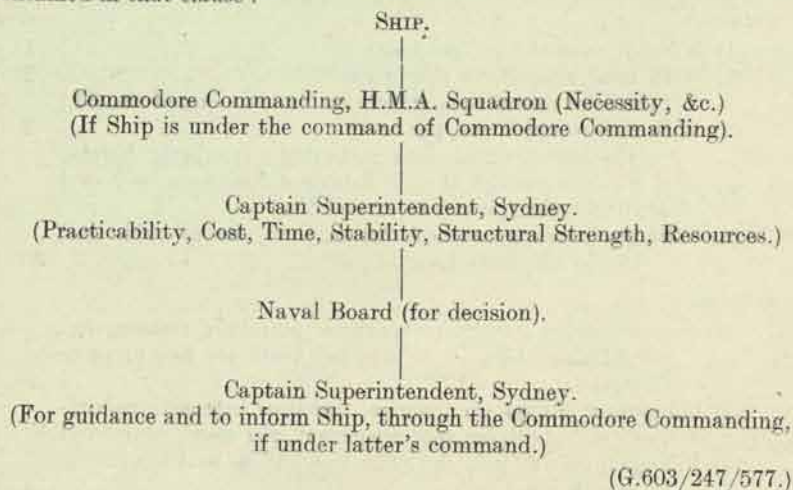 SHIP.
Commodore Commanding, H.M.A. Squadron (Necessity, &c.)
(If Ship is under the command of Commodore Commanding).
Captain Superintendent, Sydney.
(Practicability, Cost, Time, Stability, Structural Strength, Resources.)
Naval Board (for decision).
Captain Superintendent, Sydney.
(For guidance and to inform Ship, through the Commodore Commanding,
if under latter's command.)
(G.603/247/577.)